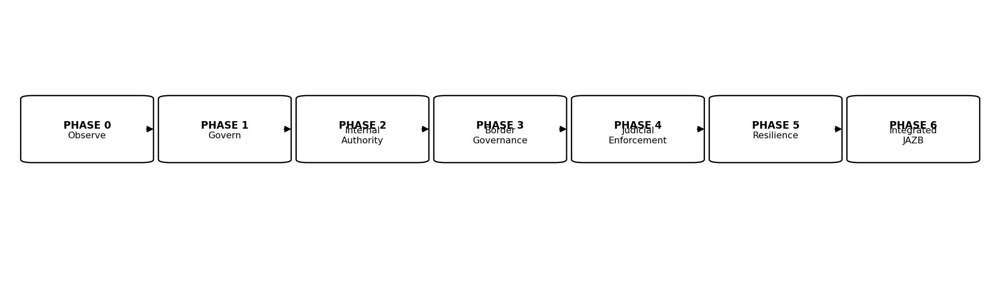 PHASE 0
Observe
PHASE 1
Govern
PHASE 2
Internal
Authority
PHASE 3
Border
Governance
PHASE 4
Judicial
Enforcement
PHASE 5
Resilience
PHASE 6
Integrated
JAZB